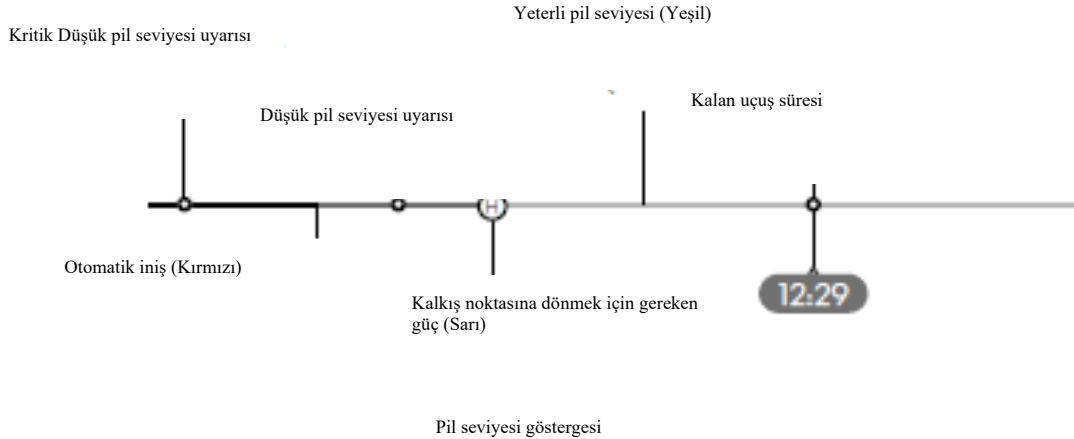 Yeterli pil seviyesi (Yeşil)
Kritik Düşük pil seviyesi uyarısı
Kalan uçuş süresi
Düşük pil seviyesi uyarısı
H
Otomatik iniş (Kırmızı)
12:29
Kalkış noktasına dönmek için gereken
güç (Sarı)
Pil seviyesi göstergesi